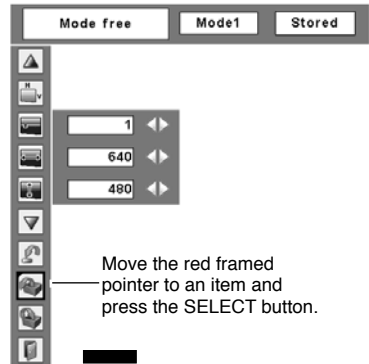 Mode free Mode1 Stored
H
V
1
640
480
Move the red framed
pointer to an item and
press the SELECT button.